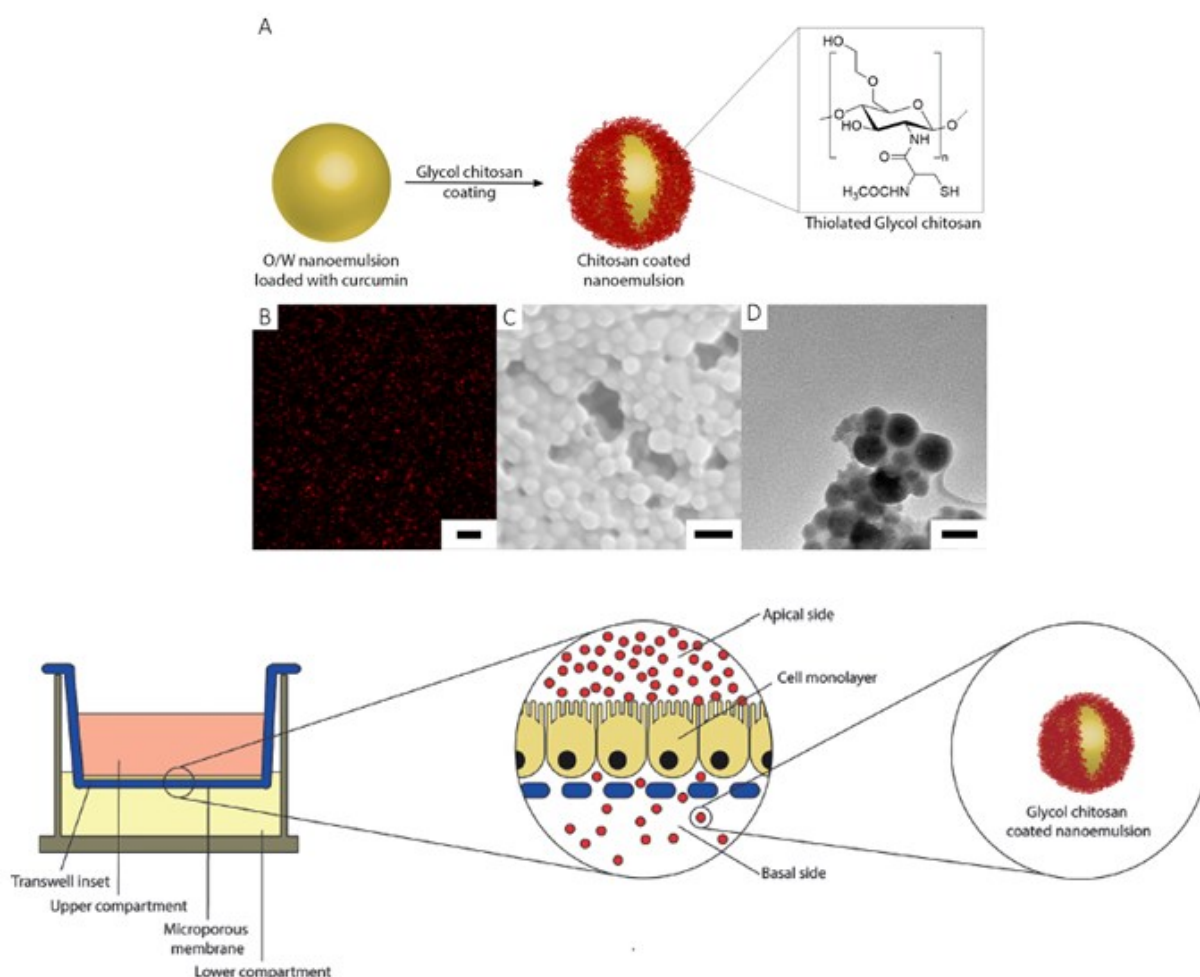 A
HO
O
O
O
HO
O
NH
n
O
H₃COCHN
SH
Thiolated Glycol chitosan
Glycol chitosan
coating
O/W nanoemulsion
loaded with curcumin
Chitosan coated
nanoemulsion
B
C
D
Apical side
Cell monolayer
Glycol chitosan
coated nanoemulsion
Basal side
Transwell inset
Upper compartment
Microporous
membrane
Lower compartment